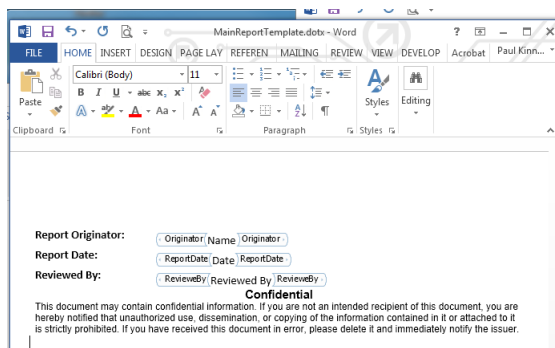 MainReportTemplate.dotx - Word
FILE HOME INSERT DESIGN PAGE LAY REFEREN MAILING REVIEW VIEW DEVELOP Acrobat Paul Kinn...
Calibri (Body) 11
Paste
B I U abc x₂ x²
A aby A Aa A A
Styles Editing
Clipboard Font Paragraph Styles
Report Originator: Originator Name Originator
Report Date: ReportDate Date ReportDate
Reviewed By: RevieweBy Reviewed By RevieweBy
Confidential
This document may contain confidential information. If you are not an intended recipient of this document, you are
hereby notified that unauthorized use, dissemination, or copying of the information contained in it or attached to it
is strictly prohibited. If you have received this document in error, please delete it and immediately notify the issuer.